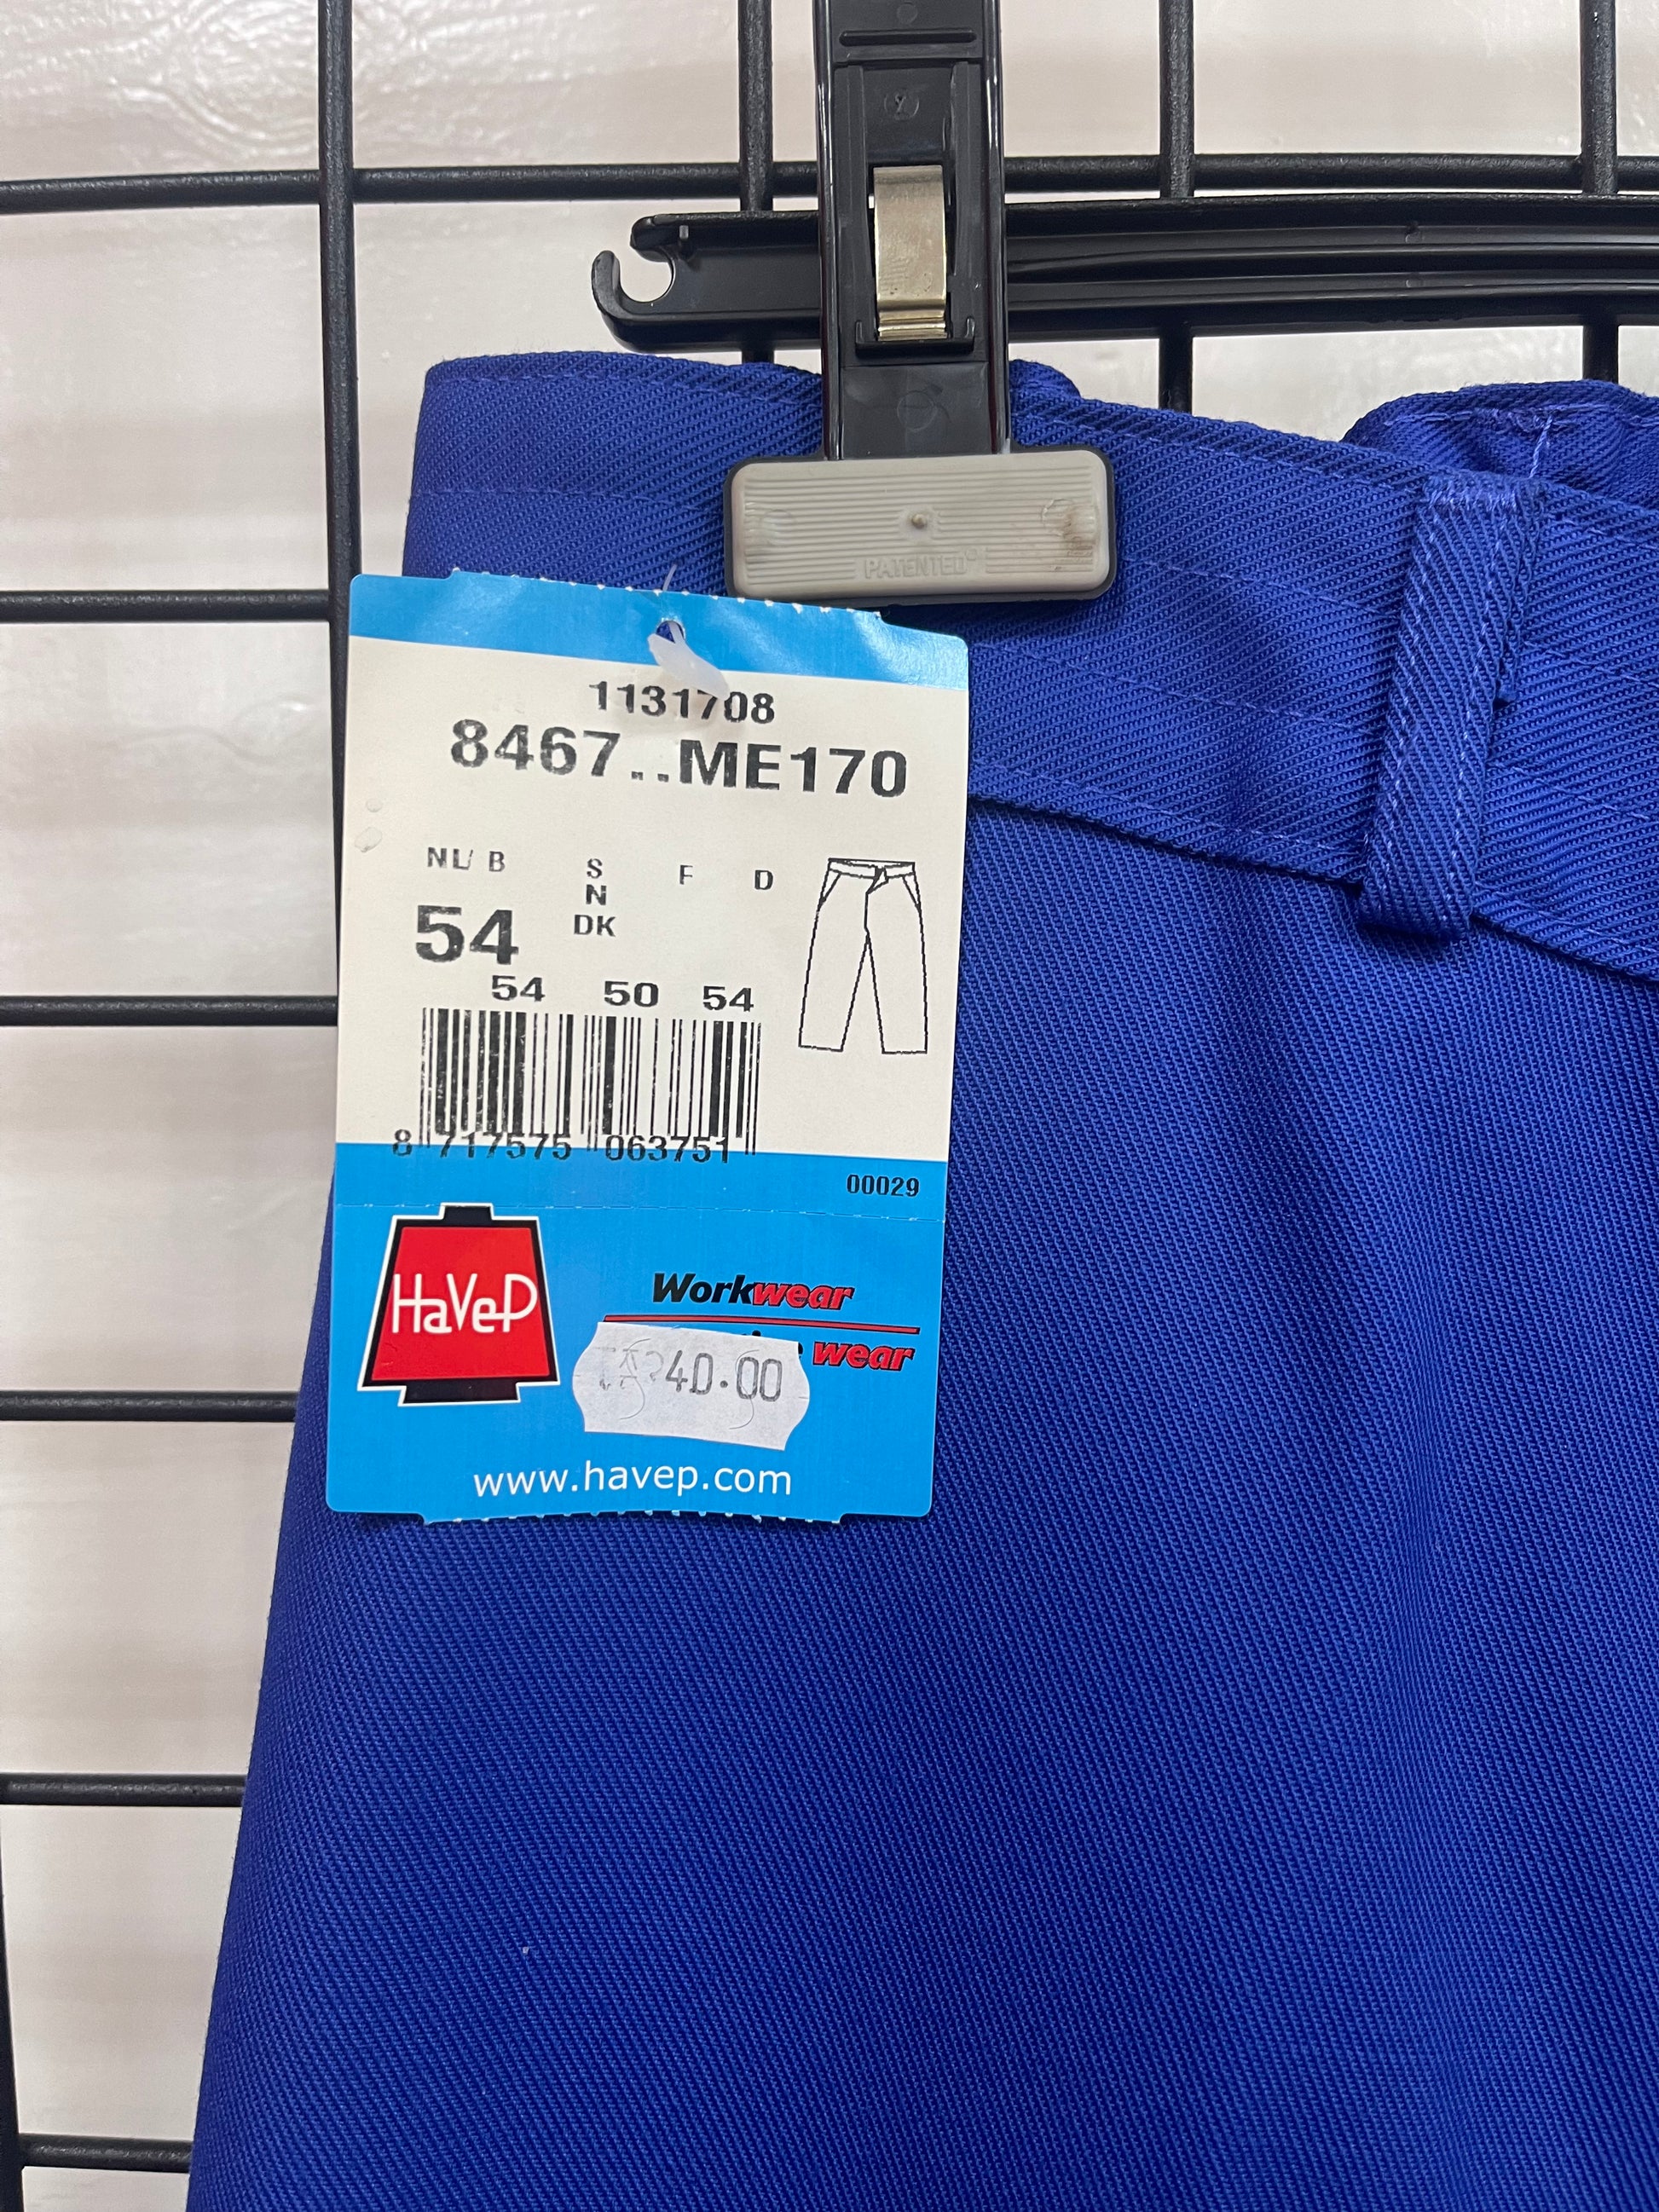 PATENTED
1131708
8467..ME170
NL/ B S F D
N
DK
54
54 50 54
8 717575 063751
00029
HaVeP
Workwear
wear
40.00
www.havep.com